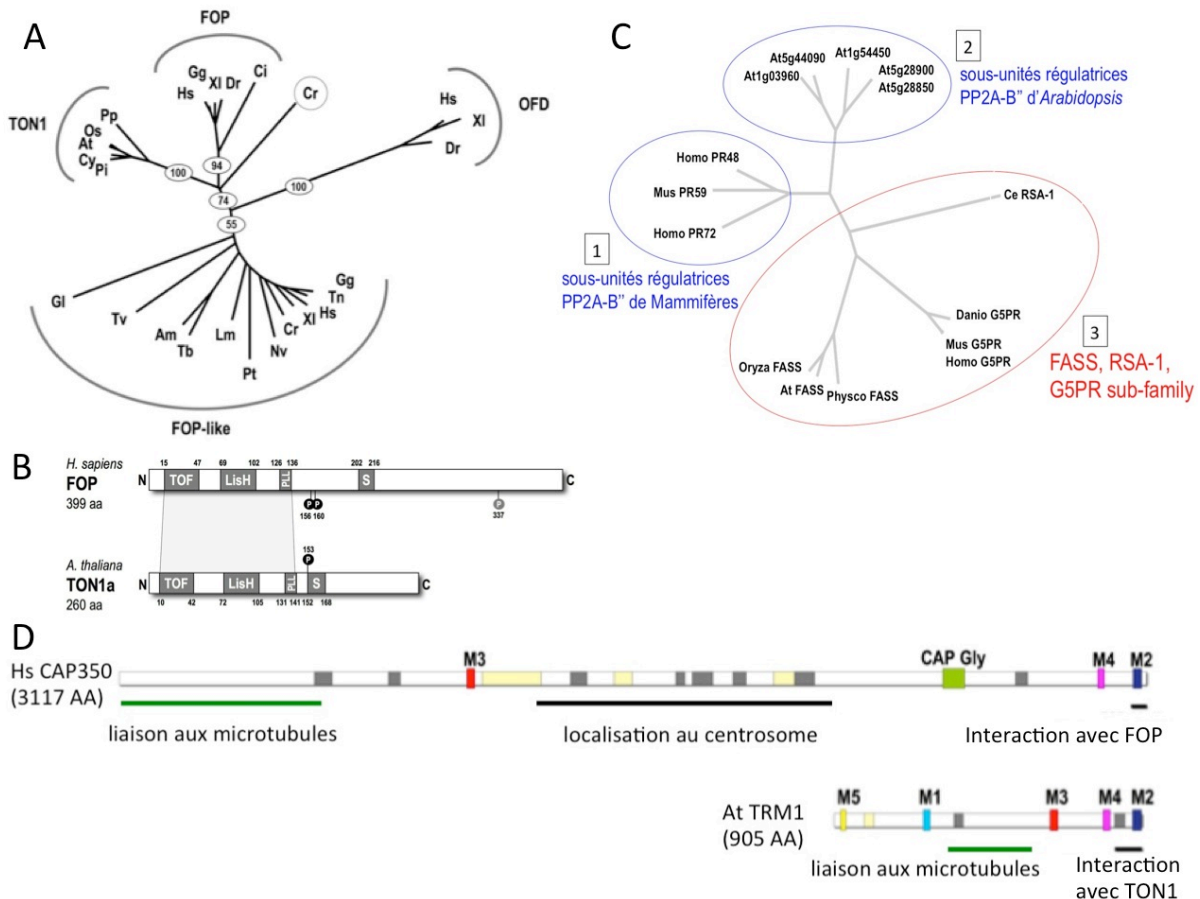 A
FOP
Gg
Xl
Dr
Ci
Hs
Cr
TON1
Pp
Os
At
Cy
Pi
Hs
Xl
Dr
OFD
100
94
74
100
55
Gl
Tv
Am
Tb
Lm
Pt
Nv
Cr
Xl
Hs
Tn
Gg
FOP-like
B
H. sapiens
FOP
399 aa
N
15
47
69
102
126
136
202
216
TOF
LisH
PLL
S
C
P
P
156
160
P
337
A. thaliana
TON1a
260 aa
153
P
N
TOF
LisH
PLL
S
C
10
42
72
105
131
141
152
168
C
At5g44090
At1g03960
At1g54450
At5g28900
At5g28850
2
sous-unités régulatrices
PP2A-B" d'Arabidopsis
Homo PR48
Mus PR59
Homo PR72
1
sous-unités régulatrices
PP2A-B" de Mammifères
Ce RSA-1
Danio G5PR
Mus G5PR
Homo G5PR
Oryza FASS
At FASS
Physco FASS
3
FASS, RSA-1,
G5PR sub-family
D
Hs CAP350
(3117 AA)
M3
CAP Gly
M4
M2
liaison aux microtubules
localisation au centrosome
Interaction avec FOP
At TRM1
(905 AA)
M5
M1
M3
M4
M2
liaison aux microtubules
Interaction
avec TON1